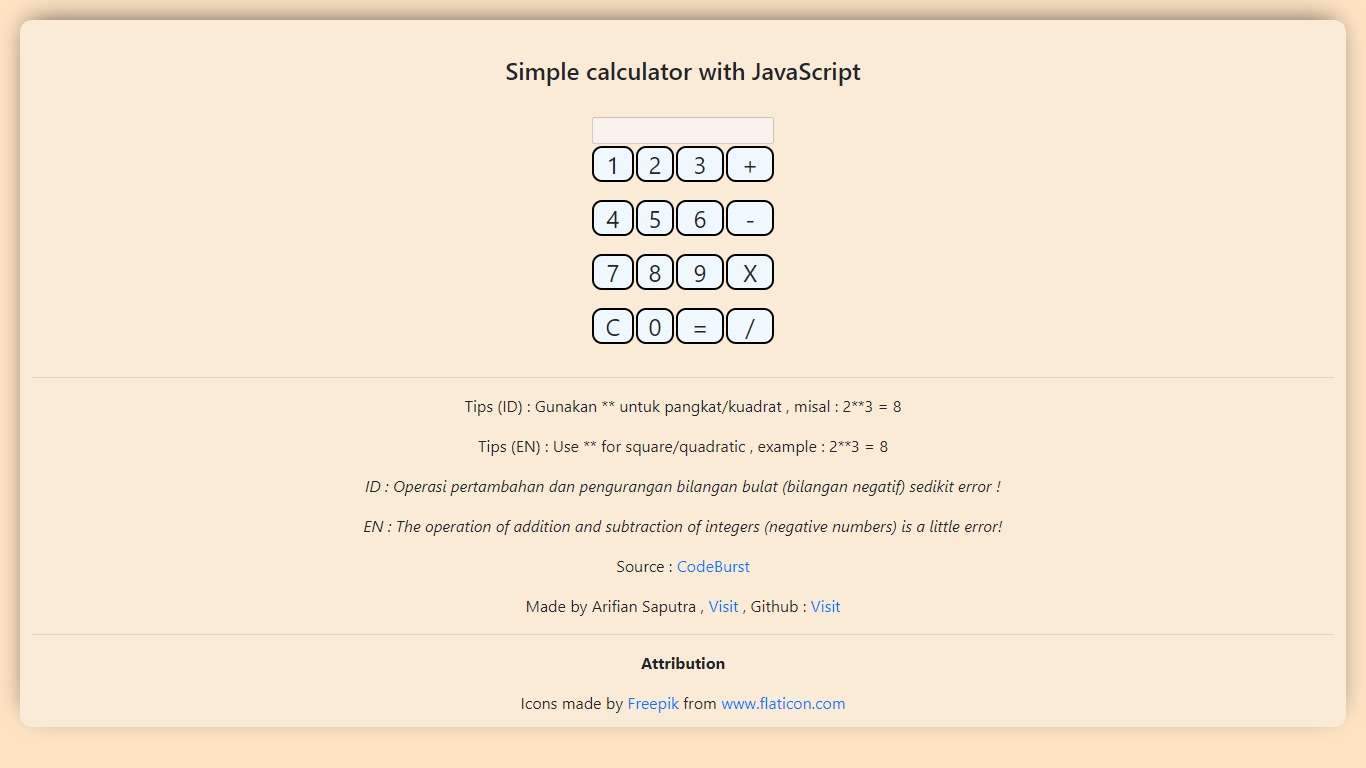 Simple calculator with JavaScript
1 2 3 +
4 5 6 -
7 8 9 X
C 0 = /
Tips (ID) : Gunakan ** untuk pangkat/kuadrat , misal : 2**3 = 8
Tips (EN) : Use ** for square/quadratic , example : 2**3 = 8
ID : Operasi pertambahan dan pengurangan bilangan bulat (bilangan negatif) sedikit error !
EN : The operation of addition and subtraction of integers (negative numbers) is a little error!
Source : CodeBurst
Made by Arifian Saputra , Visit , Github : Visit
Attribution
Icons made by Freepik from www.flaticon.com